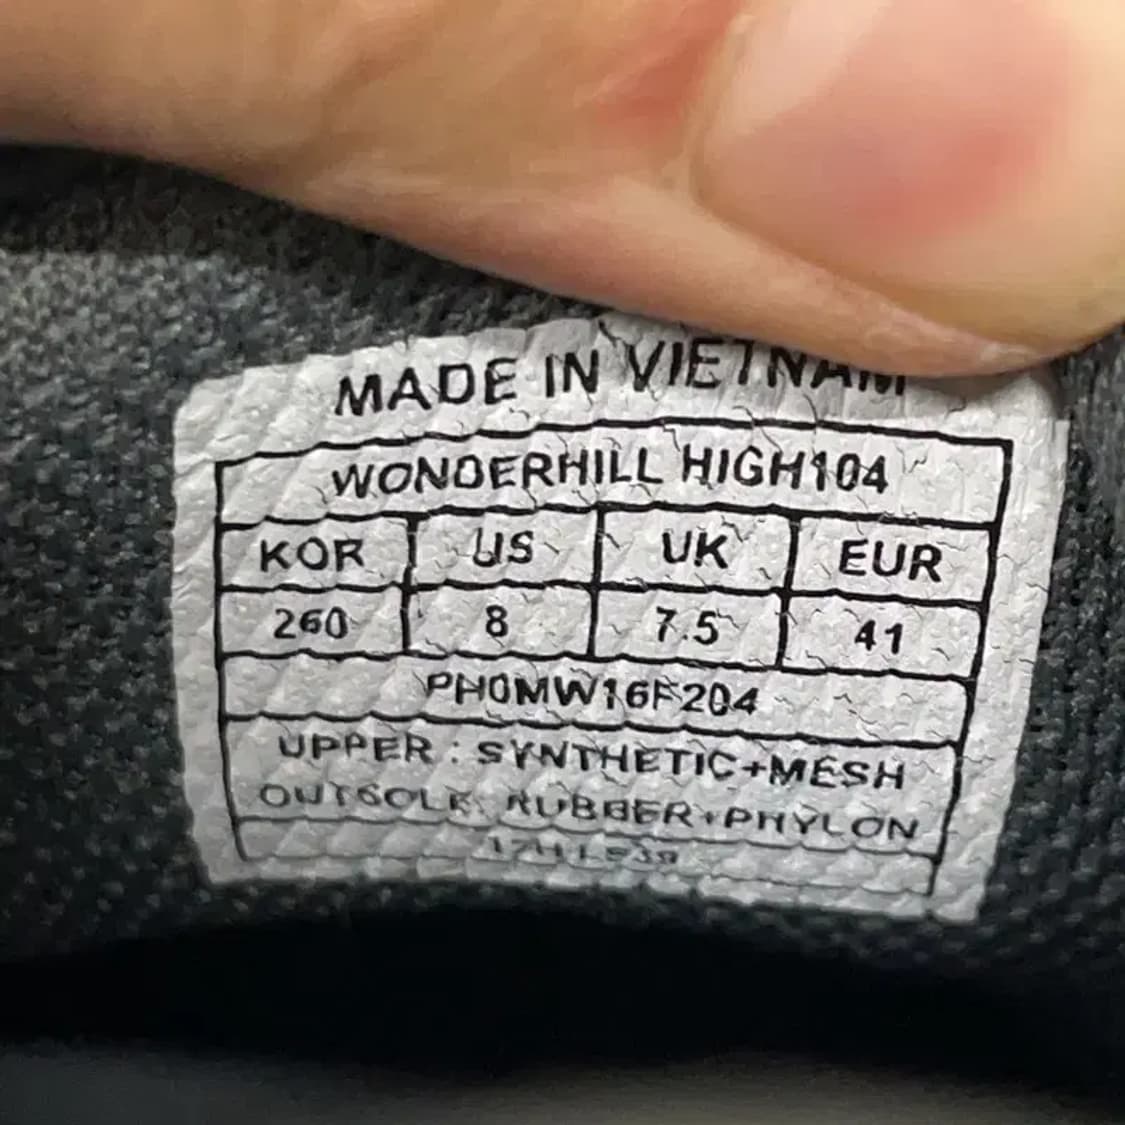 MADE IN VIETNAM
WONDERHILL HIGH104
KOR US UK EUR
260 8 7.5 41
PHOMW16F204
UPPER : SYNTHETIC+MESH
OUTSOLE: RUBBER+PHYLON